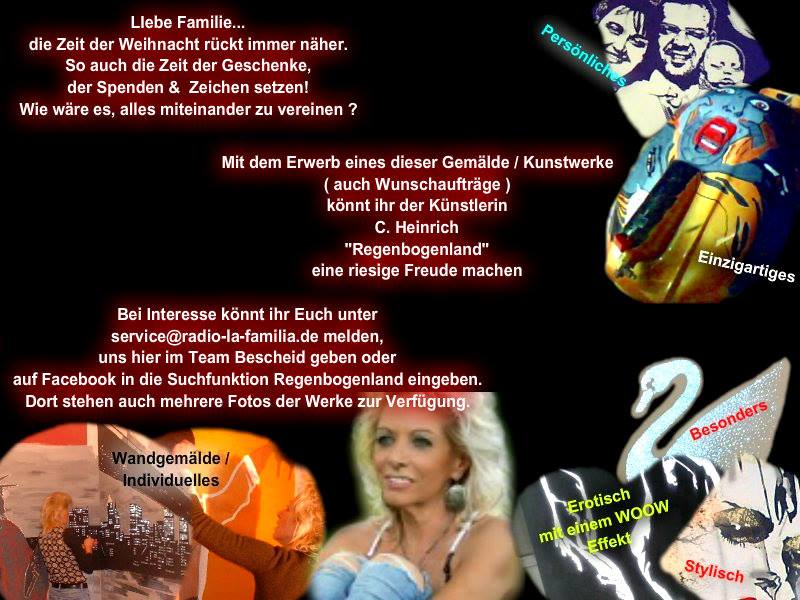 LIebe Familie...
die Zeit der Weihnacht rückt immer näher.
So auch die Zeit der Geschenke,
der Spenden & Zeichen setzen!
Wie wäre es, alles miteinander zu vereinen ?
Persönliches
Mit dem Erwerb eines dieser Gemälde / Kunstwerke
( auch Wunschaufträge )
könnt ihr der Künstlerin
C. Heinrich
"Regenbogenland"
eine riesige Freude machen
Einzigartiges
Bei Interesse könnt ihr Euch unter
service@radio-la-familia.de melden,
uns hier im Team Bescheid geben oder
auf Facebook in die Suchfunktion Regenbogenland eingeben.
Dort stehen auch mehrere Fotos der Werke zur Verfügung.
Besonders
Wandgemälde /
Individuelles
Erotisch
mit einem WOOW
Effekt
Stylisch